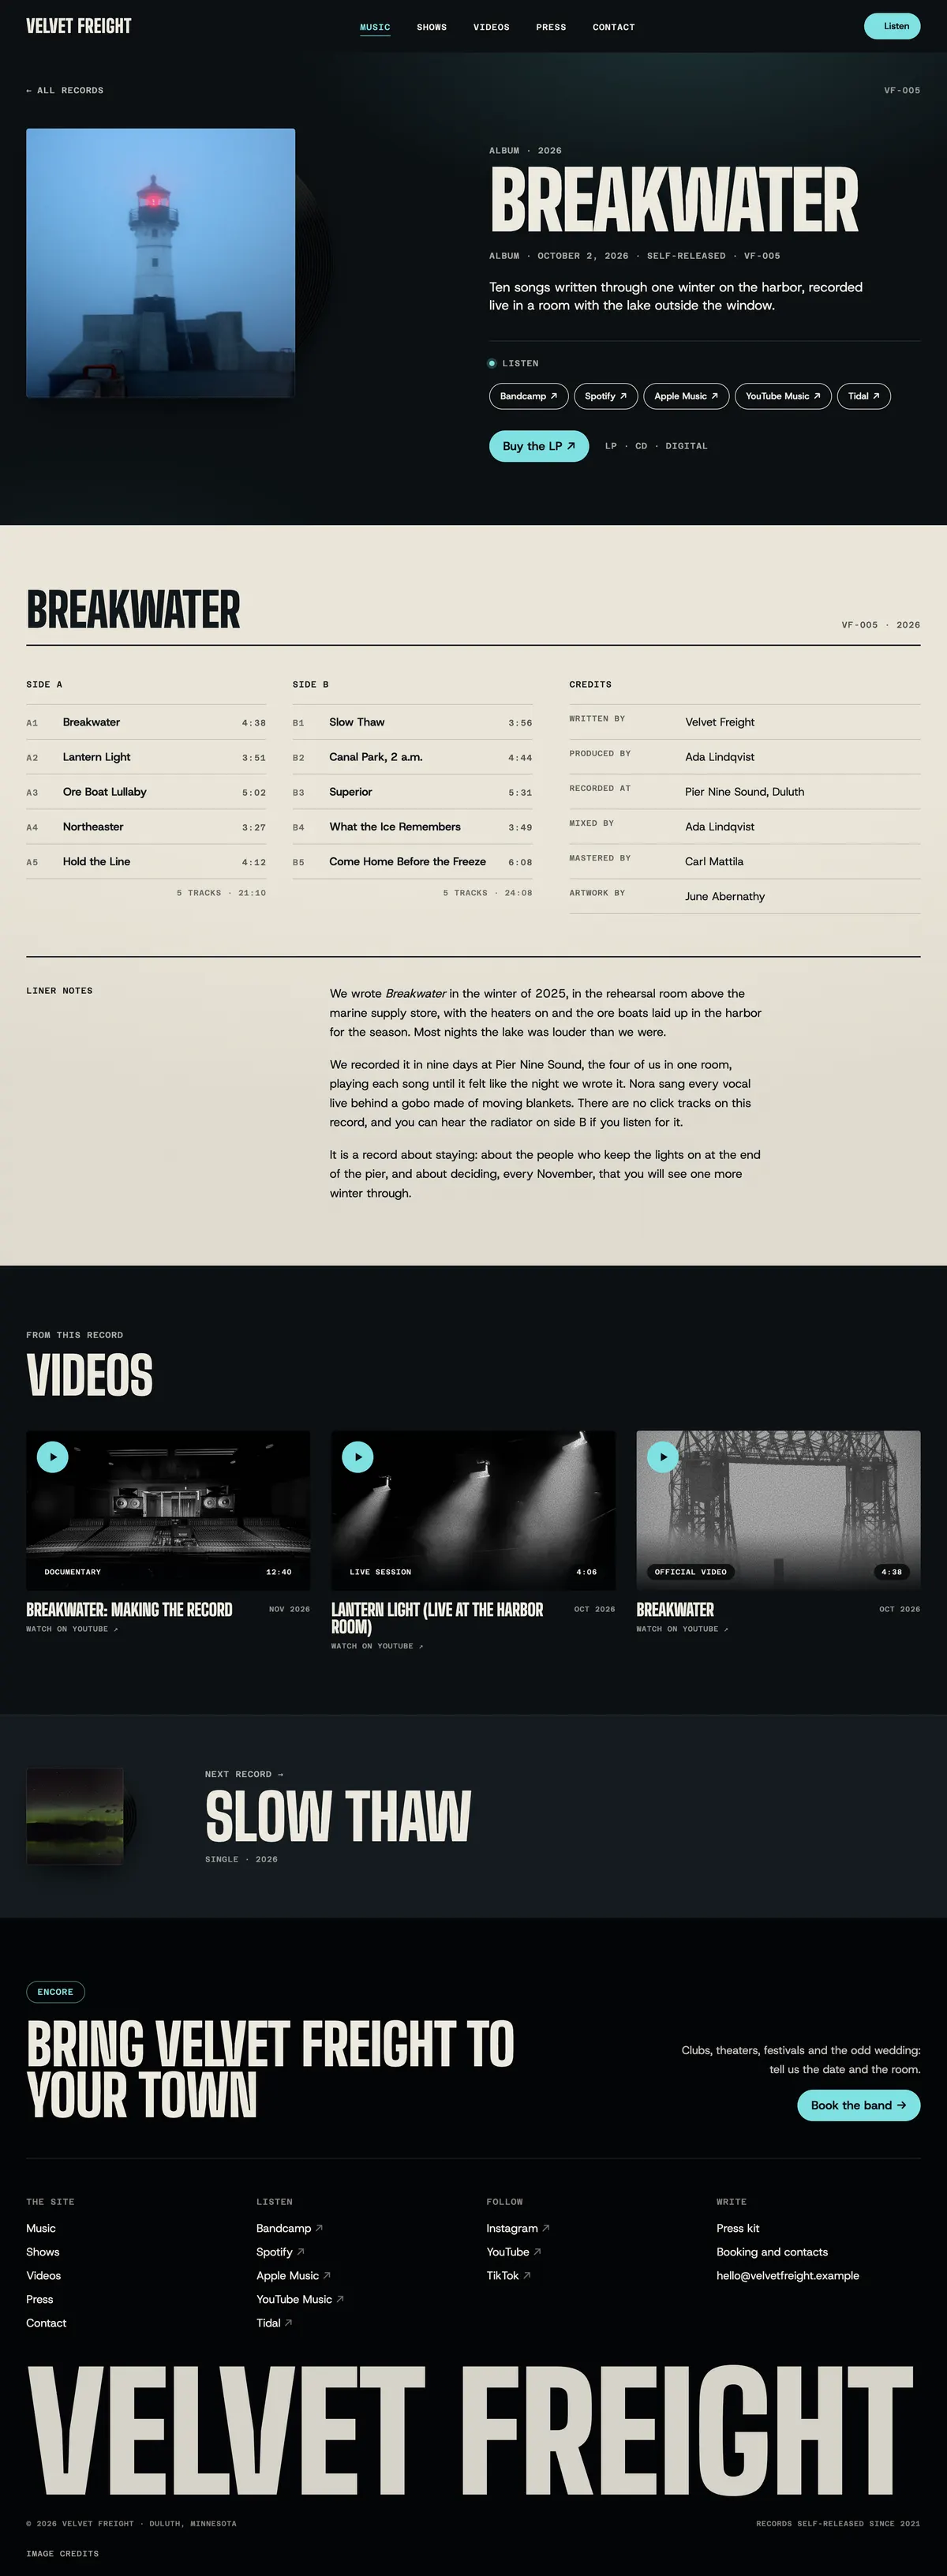 VELVET FREIGHT
MUSIC SHOWS VIDEOS PRESS CONTACT
Listen
← ALL RECORDS
VF-005
ALBUM · 2026
BREAKWATER
ALBUM · OCTOBER 2, 2026 · SELF-RELEASED · VF-005
Ten songs written through one winter on the harbor, recorded
live in a room with the lake outside the window.
LISTEN
Bandcamp ↗ Spotify ↗ Apple Music ↗ YouTube Music ↗ Tidal ↗
Buy the LP ↗ LP · CD · DIGITAL
BREAKWATER
VF-005 · 2026
SIDE A
A1 Breakwater 4:38
A2 Lantern Light 3:51
A3 Ore Boat Lullaby 5:02
A4 Northeaster 3:27
A5 Hold the Line 4:12
5 TRACKS · 21:10
SIDE B
B1 Slow Thaw 3:56
B2 Canal Park, 2 a.m. 4:44
B3 Superior 5:31
B4 What the Ice Remembers 3:49
B5 Come Home Before the Freeze 6:08
5 TRACKS · 24:08
CREDITS
WRITTEN BY Velvet Freight
PRODUCED BY Ada Lindqvist
RECORDED AT Pier Nine Sound, Duluth
MIXED BY Ada Lindqvist
MASTERED BY Carl Mattila
ARTWORK BY June Abernathy
LINER NOTES
We wrote Breakwater in the winter of 2025, in the rehearsal room above the
marine supply store, with the heaters on and the ore boats laid up in the harbor
for the season. Most nights the lake was louder than we were.
We recorded it in nine days at Pier Nine Sound, the four of us in one room,
playing each song until it felt like the night we wrote it. Nora sang every vocal
live behind a gobo made of moving blankets. There are no click tracks on this
record, and you can hear the radiator on side B if you listen for it.
It is a record about staying: about the people who keep the lights on at the end
of the pier, and about deciding, every November, that you will see one more
winter through.
FROM THIS RECORD
VIDEOS
DOCUMENTARY 12:40
BREAKWATER: MAKING THE RECORD NOV 2026
WATCH ON YOUTUBE ↗
LIVE SESSION 4:06
LANTERN LIGHT (LIVE AT THE HARBOR
ROOM)
OCT 2026
WATCH ON YOUTUBE ↗
OFFICIAL VIDEO 4:38
BREAKWATER OCT 2026
WATCH ON YOUTUBE ↗
NEXT RECORD →
SLOW THAW
SINGLE · 2026
ENCORE
BRING VELVET FREIGHT TO
YOUR TOWN
Clubs, theaters, festivals and the odd wedding:
tell us the date and the room.
Book the band →
THE SITE
Music
Shows
Videos
Press
Contact
LISTEN
Bandcamp ↗
Spotify ↗
Apple Music ↗
YouTube Music ↗
Tidal ↗
FOLLOW
Instagram ↗
YouTube ↗
TikTok ↗
WRITE
Press kit
Booking and contacts
hello@velvetfreight.example
VELVET FREIGHT
© 2026 VELVET FREIGHT · DULUTH, MINNESOTA
RECORDS SELF-RELEASED SINCE 2021
IMAGE CREDITS